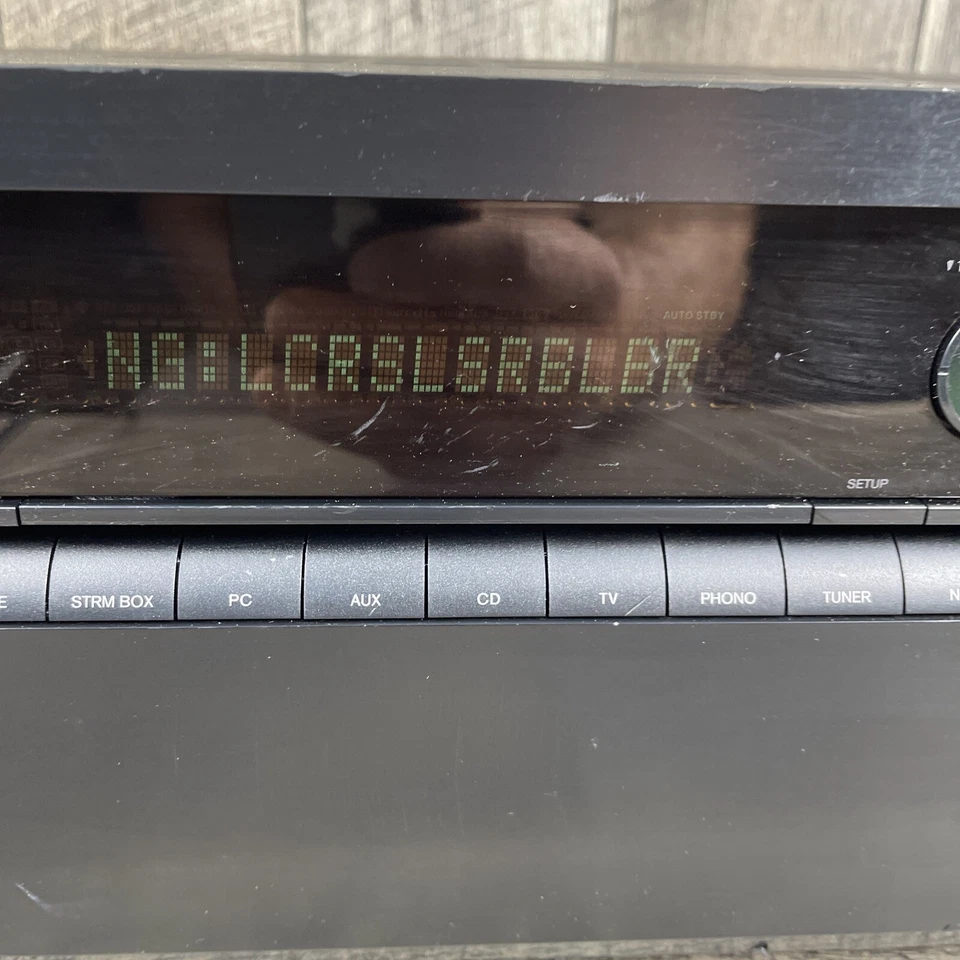 AUTO STBY
NG:LCRSLSRBLBR
SETUP
E STRM BOX PC AUX CD TV PHONO TUNER N